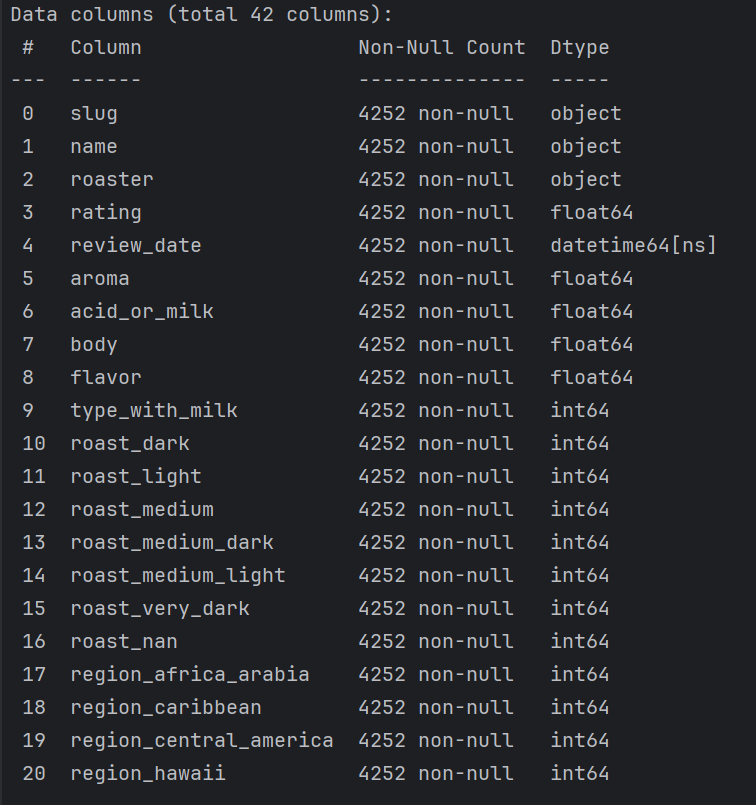 Data columns (total 42 columns):
 #   Column                  Non-Null Count  Dtype
---  ------                  --------------  -----
 0   slug                    4252 non-null   object
 1   name                    4252 non-null   object
 2   roaster                 4252 non-null   object
 3   rating                  4252 non-null   float64
 4   review_date             4252 non-null   datetime64[ns]
 5   aroma                   4252 non-null   float64
 6   acid_or_milk            4252 non-null   float64
 7   body                    4252 non-null   float64
 8   flavor                  4252 non-null   float64
 9   type_with_milk          4252 non-null   int64
 10  roast_dark              4252 non-null   int64
 11  roast_light             4252 non-null   int64
 12  roast_medium            4252 non-null   int64
 13  roast_medium_dark       4252 non-null   int64
 14  roast_medium_light      4252 non-null   int64
 15  roast_very_dark         4252 non-null   int64
 16  roast_nan               4252 non-null   int64
 17  region_africa_arabia    4252 non-null   int64
 18  region_caribbean        4252 non-null   int64
 19  region_central_america  4252 non-null   int64
 20  region_hawaii           4252 non-null   int64